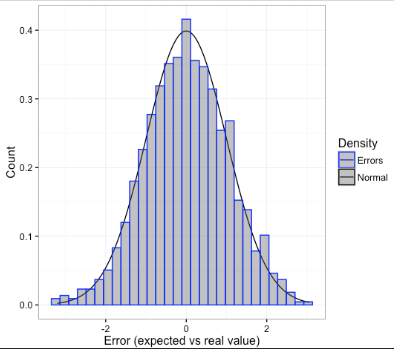 0.4
0.3
0.2
0.1
0.0
Count
-2
0
2
Error (expected vs real value)
Density
Errors
Normal